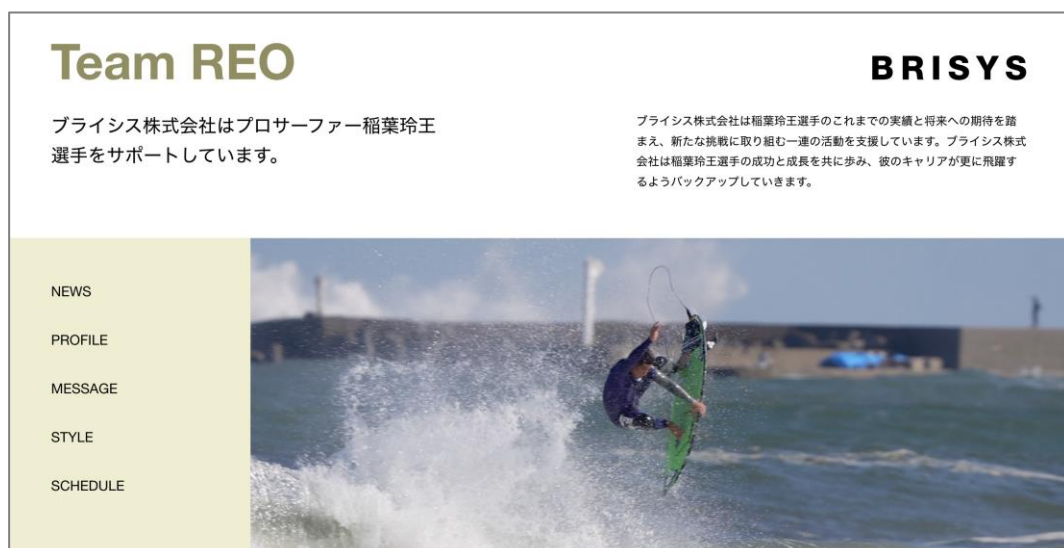 Team REO
BRISYS
ブライシス株式会社はプロサーファー稲葉玲王
選手をサポートしています。
ブライシス株式会社は稲葉玲王選手のこれまでの実績と将来への期待を踏
まえ、新たな挑戦に取り組む一連の活動を支援しています。ブライシス株式
会社は稲葉玲王選手の成功と成長を共に歩み、彼のキャリアが更に飛躍す
るようバックアップしていきます。
NEWS
PROFILE
MESSAGE
STYLE
SCHEDULE